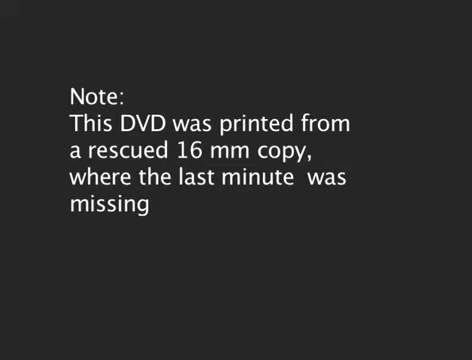 Note:
This DVD was printed from
a rescued 16 mm copy,
where the last minute  was
missing